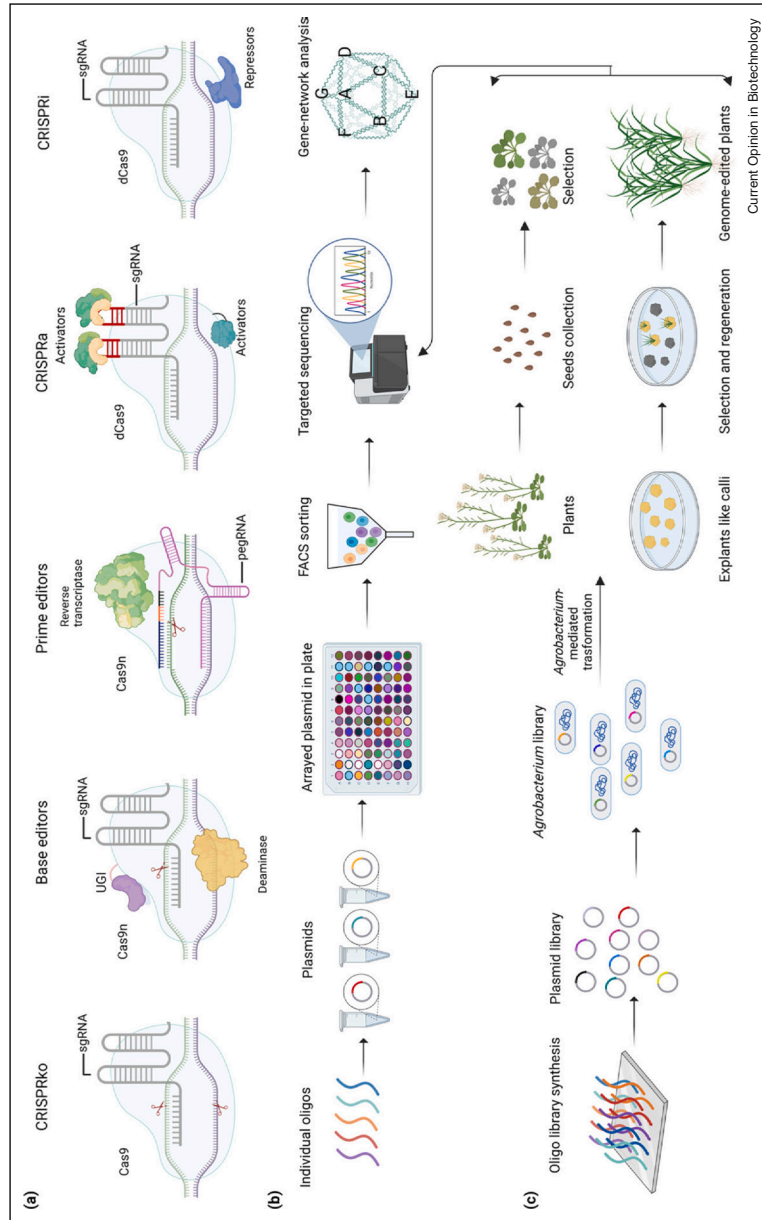 (a)
CRISPRko
Base editors
Prime editors
CRISPRa
CRISPRi
Cas9
sgRNA
UGI
Cas9n
sgRNA
Deaminase
Cas9n
Reverse
transcriptase
pegRNA
dCas9
Activators
sgRNA
Activators
dCas9
sgRNA
Repressors
(b)
Individual oligos
Plasmids
Arrayed plasmid in plate
FACS sorting
Targeted sequencing
Gene-network analysis
G
F
A
D
B
C
E
(c)
Oligo library synthesis
Plasmid library
Agrobacterium library
Agrobacterium-
mediated
trasformation
Plants
Seeds collection
Selection
Explants like calli
Selection and regeneration
Genome-edited plants
Current Opinion in Biotechnology